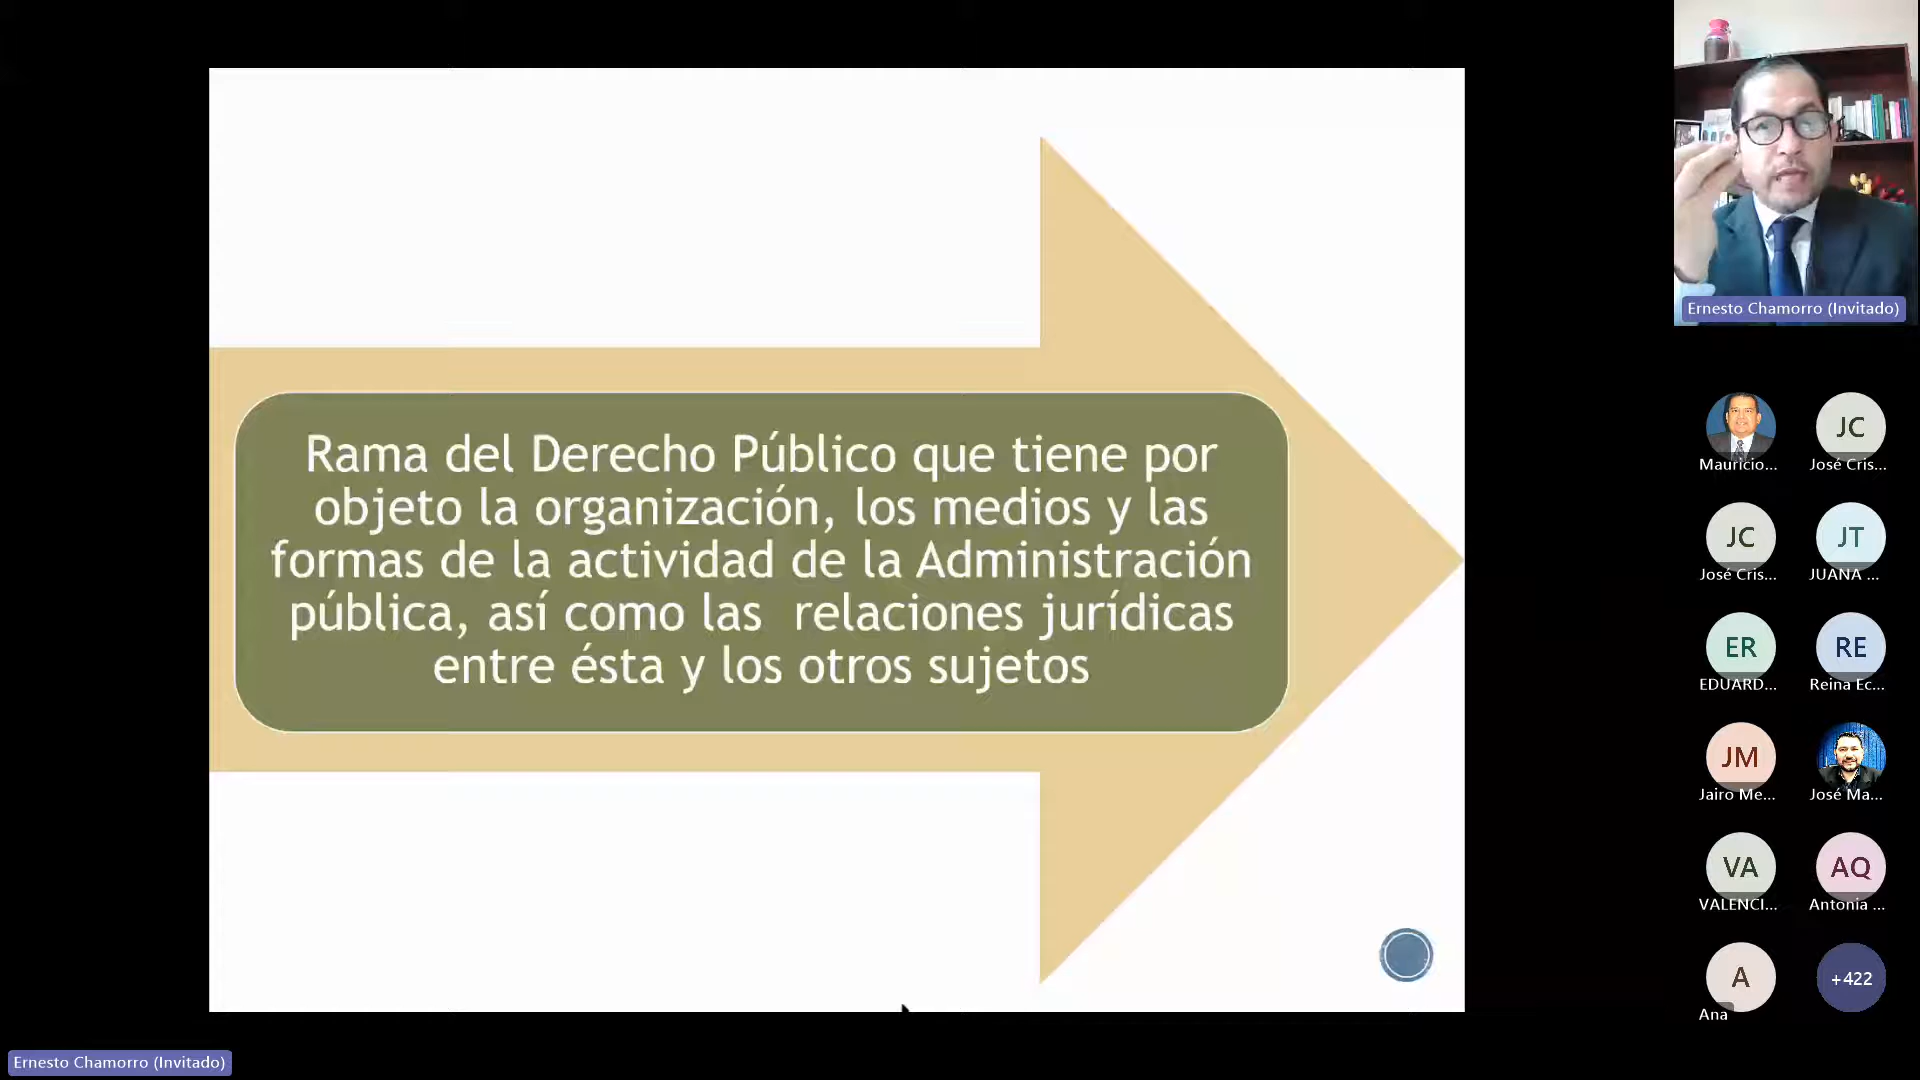 Rama del Derecho Público que tiene por
objeto la organización, los medios y las
formas de la actividad de la Administración
pública, así como las  relaciones jurídicas
entre ésta y los otros sujetos
Ernesto Chamorro (Invitado)
Mauricio...
JC
José Cris...
JC
José Cris...
JT
JUANA ...
ER
EDUARD...
RE
Reina Ec...
JM
Jairo Me...
José Ma...
VA
VALENCI...
AQ
Antonia ...
A
Ana
+422
Ernesto Chamorro (Invitado)